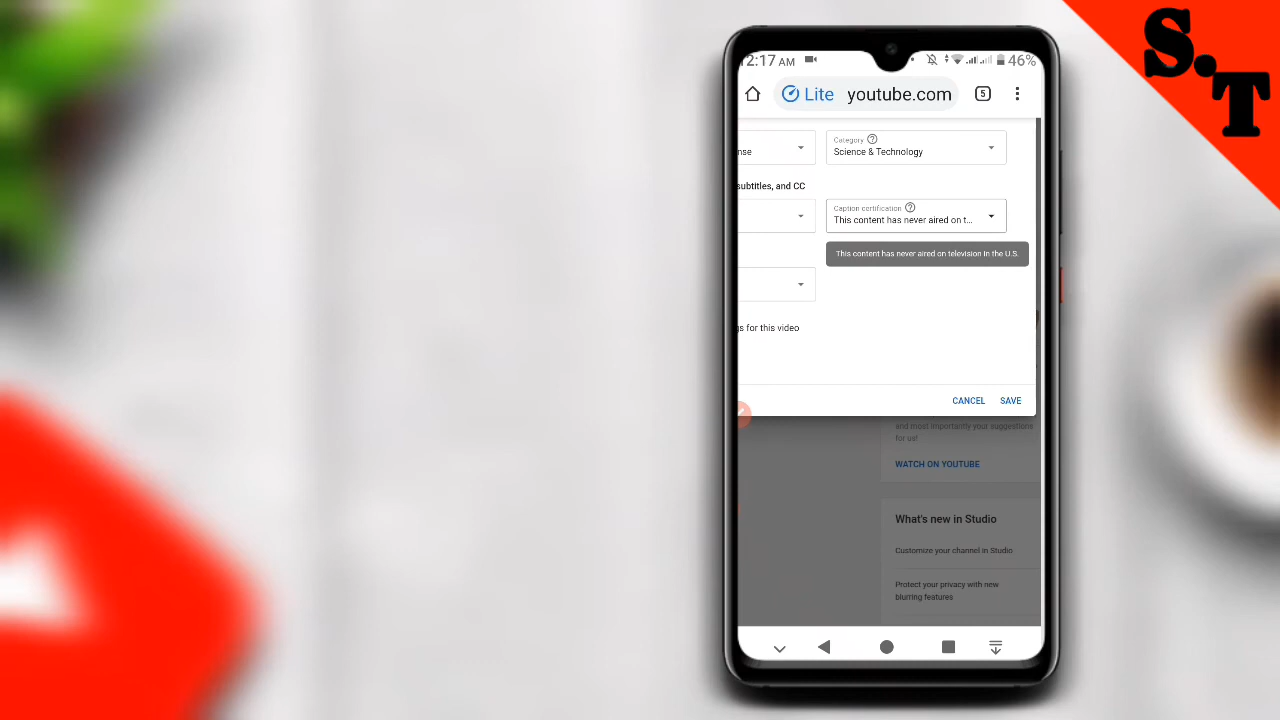 S.T
2:17 AM
46%
Lite youtube.com
5
nse
Category
Science & Technology
subtitles, and CC
Caption certification
This content has never aired on t...
This content has never aired on television in the U.S.
gs for this video
CANCEL SAVE
and most importantly your suggestions
for us!
WATCH ON YOUTUBE
What's new in Studio
Customize your channel in Studio
Protect your privacy with new
blurring features